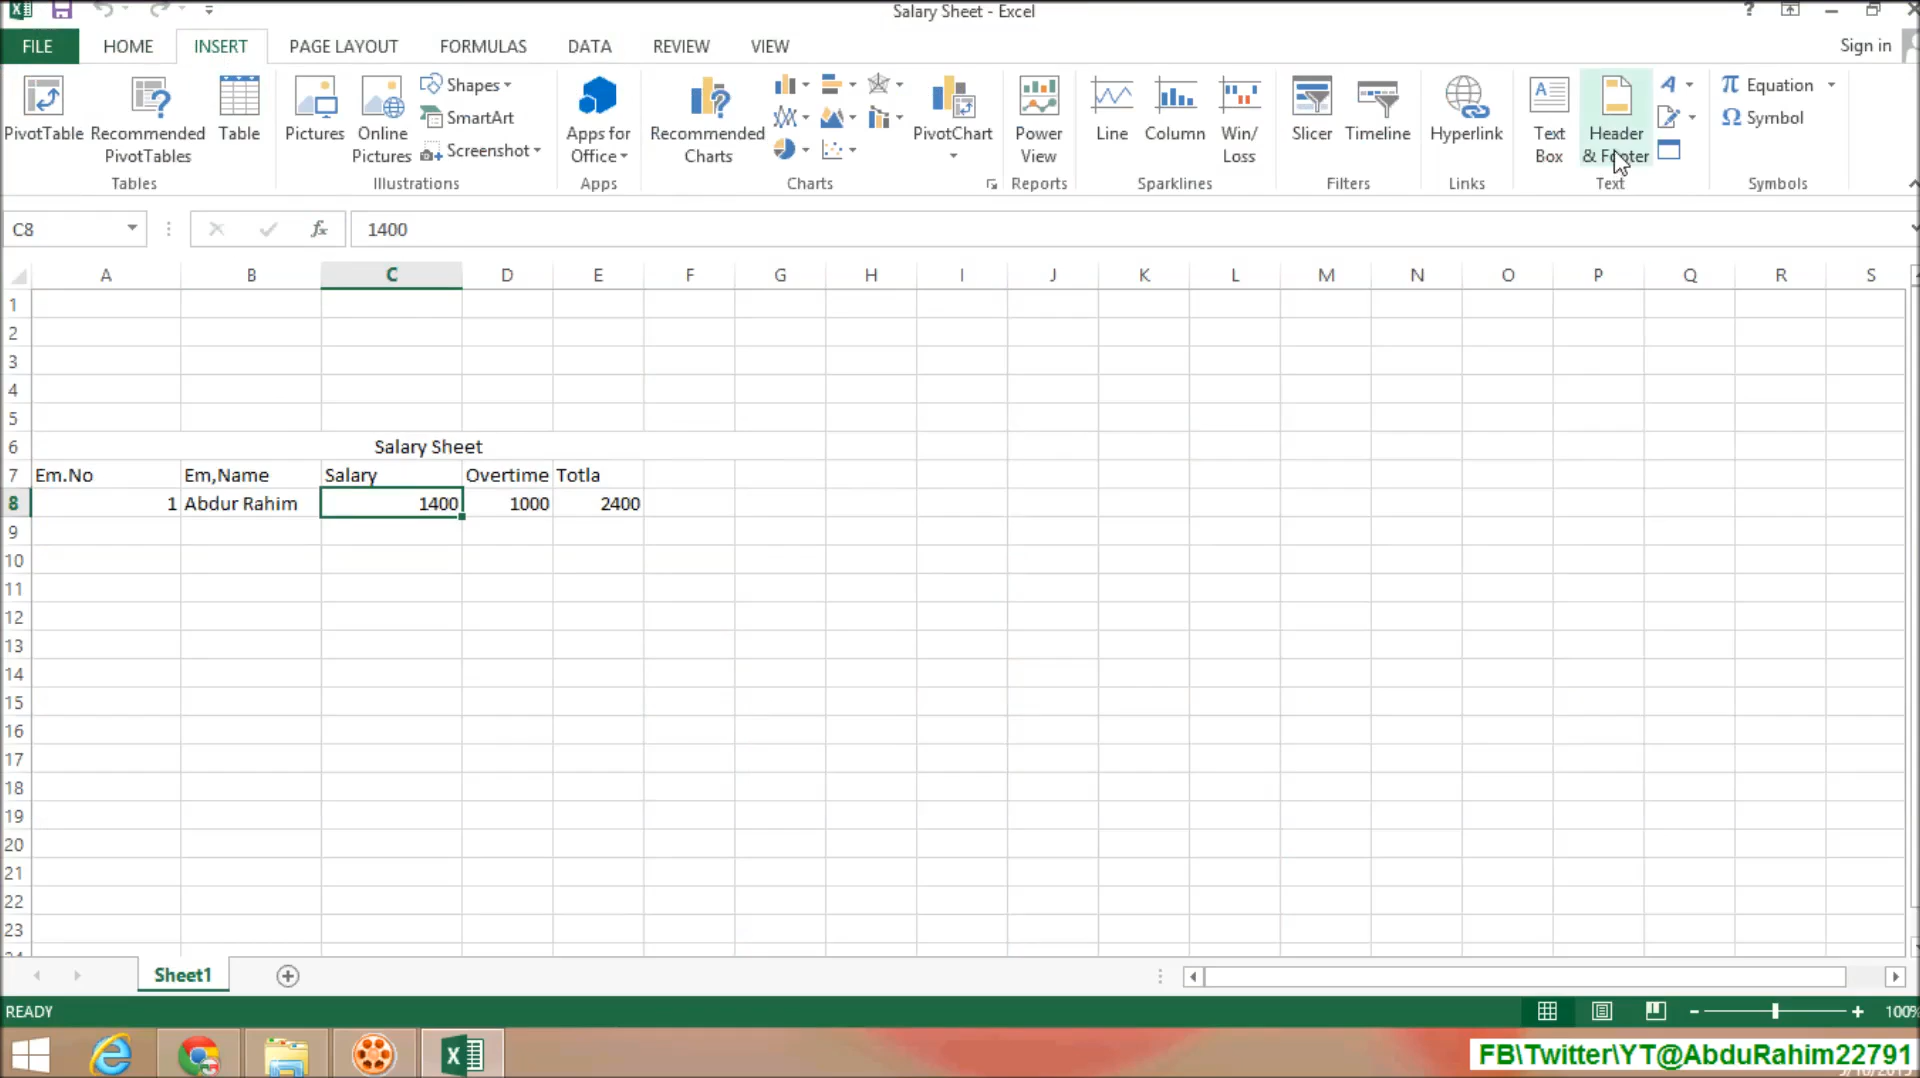 Salary Sheet - Excel
?
FILE HOME INSERT PAGE LAYOUT FORMULAS DATA REVIEW VIEW
Sign in
PivotTable
Recommended
PivotTables
Table
Tables
Pictures
Online
Pictures
Shapes
SmartArt
Screenshot
Illustrations
Apps for
Office
Apps
Recommended
Charts
PivotChart
Charts
Power
View
Reports
Line
Column
Win/
Loss
Sparklines
Slicer
Timeline
Filters
Hyperlink
Links
Text
Box
Header
& Footer
Text
π Equation
Ω Symbol
Symbols
C8
fx
1400
A B C D E F G H I J K L M N O P Q R S
1
2
3
4
5
6 Salary Sheet
7 Em.No Em,Name Salary Overtime Totla
8 1 Abdur Rahim 1400 1000 2400
9
10
11
12
13
14
15
16
17
18
19
20
21
22
23
Sheet1
READY
100%
FB\Twitter\YT@AbduRahim22791